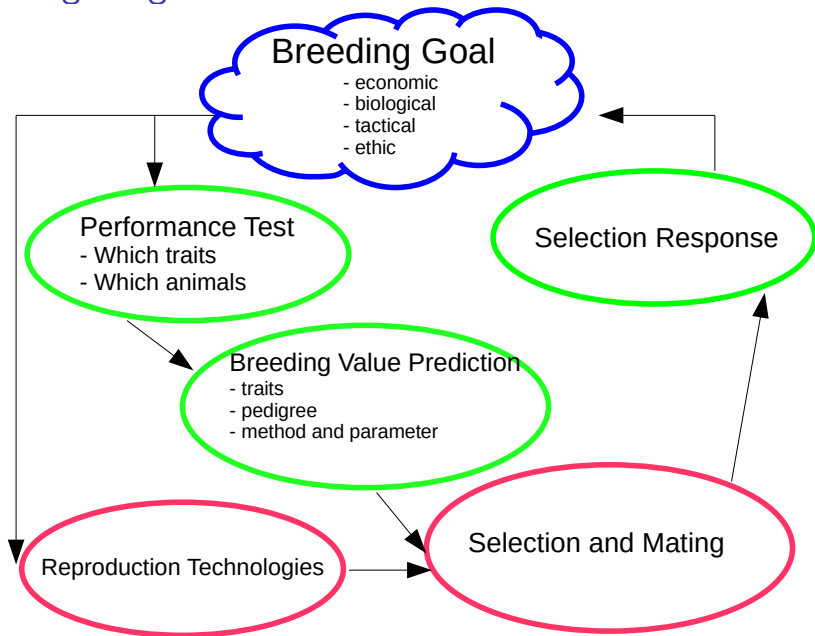 Breeding Goal
- economic
- biological
- tactical
- ethic
Performance Test
- Which traits
- Which animals
Selection Response
Breeding Value Prediction
- traits
- pedigree
- method and parameter
Selection and Mating
Reproduction Technologies